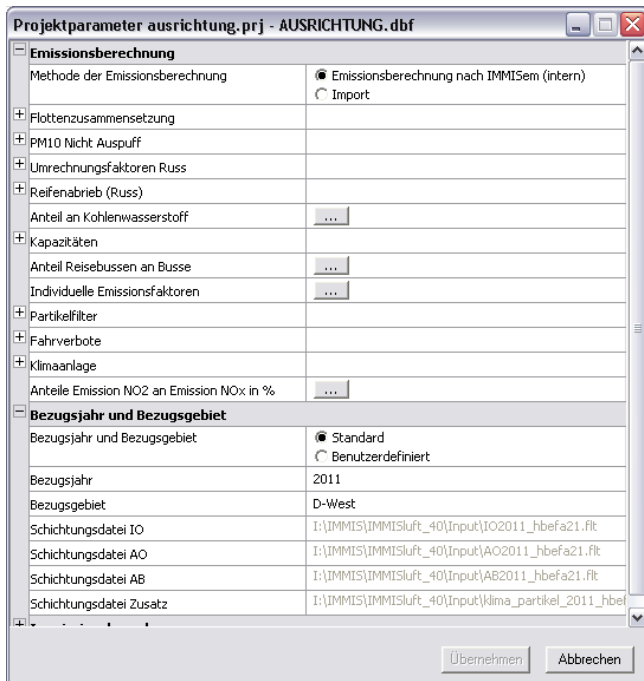 Projektparameter ausrichtung.prj - AUSRICHTUNG.dbf
Emissionsberechnung
Methode der Emissionsberechnung
Emissionsberechnung nach IMMISem (intern)
Import
Flottenzusammensetzung
PM10 Nicht Auspuff
Umrechnungsfaktoren Russ
Reifenabrieb (Russ)
Anteil an Kohlenwasserstoff ...
Kapazitäten
Anteil Reisebussen an Busse ...
Individuelle Emissionsfaktoren ...
Partikelfilter
Fahrverbote
Klimaanlage
Anteile Emission NO2 an Emission NOx in % ...
Bezugsjahr und Bezugsgebiet
Bezugsjahr und Bezugsgebiet
Standard
Benutzerdefiniert
Bezugsjahr 2011
Bezugsgebiet D-West
Schichtungsdatei IO I:\IMMIS\IMMISluft_40\Input\IO2011_hbefa21.flt
Schichtungsdatei AO I:\IMMIS\IMMISluft_40\Input\AO2011_hbefa21.flt
Schichtungsdatei AB I:\IMMIS\IMMISluft_40\Input\AB2011_hbefa21.flt
Schichtungsdatei Zusatz I:\IMMIS\IMMISluft_40\Input\klima_partikel_2011_hbef
Übernehmen Abbrechen